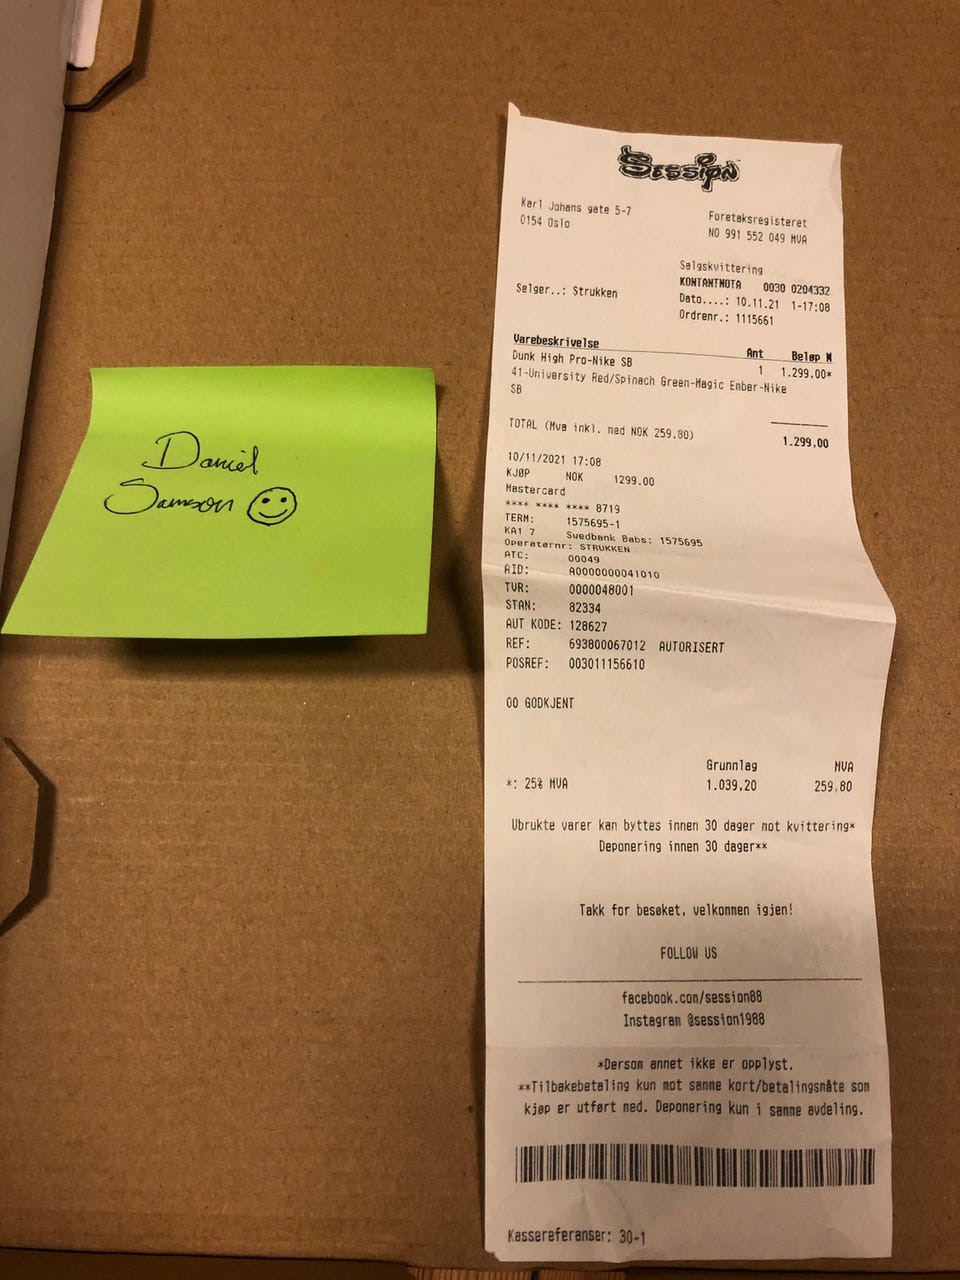 Daniel
Samson
Session
Karl Johans gate 5-7
0154 Oslo
Foretaksregisteret
NO 991 552 049 MVA
Salgskvittering
KONTANTNOTA 0030 0204332
Selger..: Strukken
Dato....: 10.11.21 1-17:08
Ordrenr.: 1115661
Varebeskrivelse Ant Beløp N
Dunk High Pro-Nike SB 1 1.299,00*
41-University Red/Spinach Green-Magic Ember-Nike
SB
TOTAL (Mva inkl. med NOK 259,80) 1.299,00
10/11/2021 17:08
KJØP NOK 1299.00
Mastercard
**** **** **** 8719
TERM: 1575695-1
KA1 7 Swedbank Babs: 1575695
Operatørnr: STRUKKEN
ATC: 00049
AID: A0000000041010
TVR: 0000048001
STAN: 82334
AUT KODE: 128627
REF: 693800067012 AUTORISERT
POSREF: 003011156610
00 GODKJENT
Grunnlag MVA
*: 25% MVA 1.039,20 259,80
Ubrukte varer kan byttes innen 30 dager mot kvittering*
Deponering innen 30 dager**
Takk for besøket, velkommen igjen!
FOLLOW US
facebook.com/session88
Instagram @session1988
*Dersom annet ikke er opplyst.
**Tilbakebetaling kun mot samme kort/betalingsmåte som
kjøp er utført med. Deponering kun i samme avdeling.
Kassereferanser: 30-1